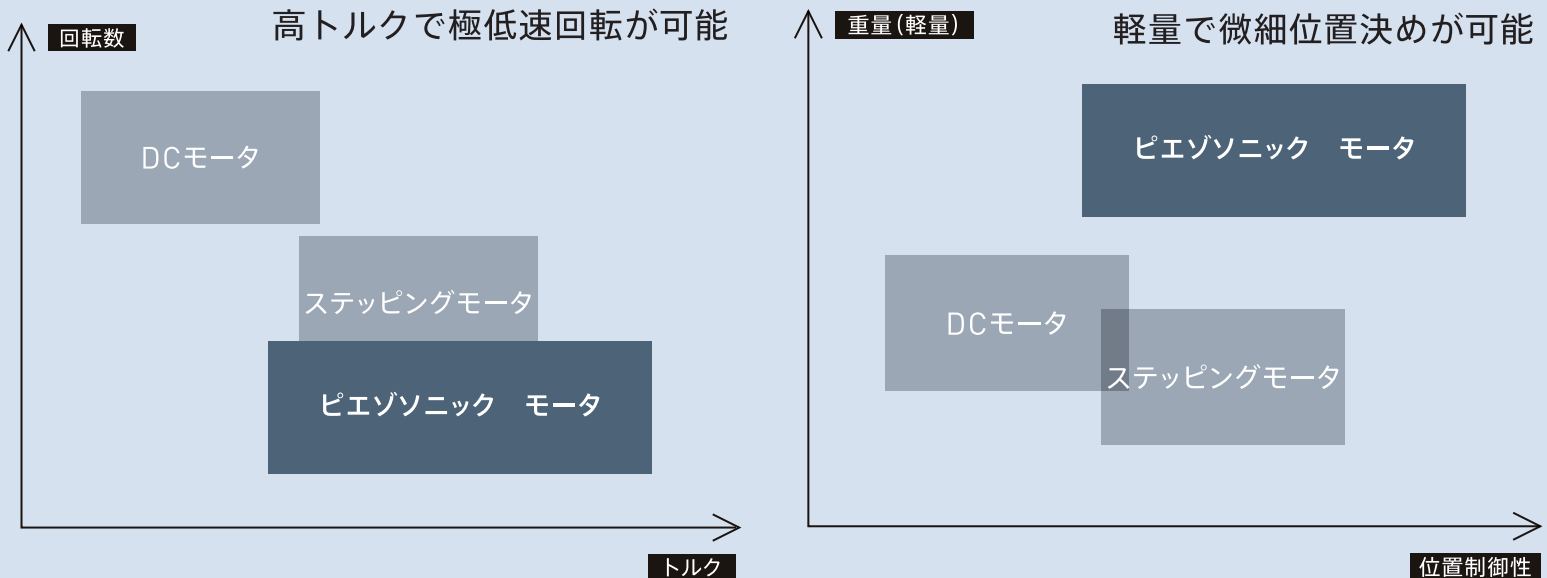 回転数
高トルクで極低速回転が可能
DCモータ
ステッピングモータ
ピエゾソニック　モータ
トルク
重量(軽量)
軽量で微細位置決めが可能
ピエゾソニック　モータ
DCモータ
ステッピングモータ
位置制御性